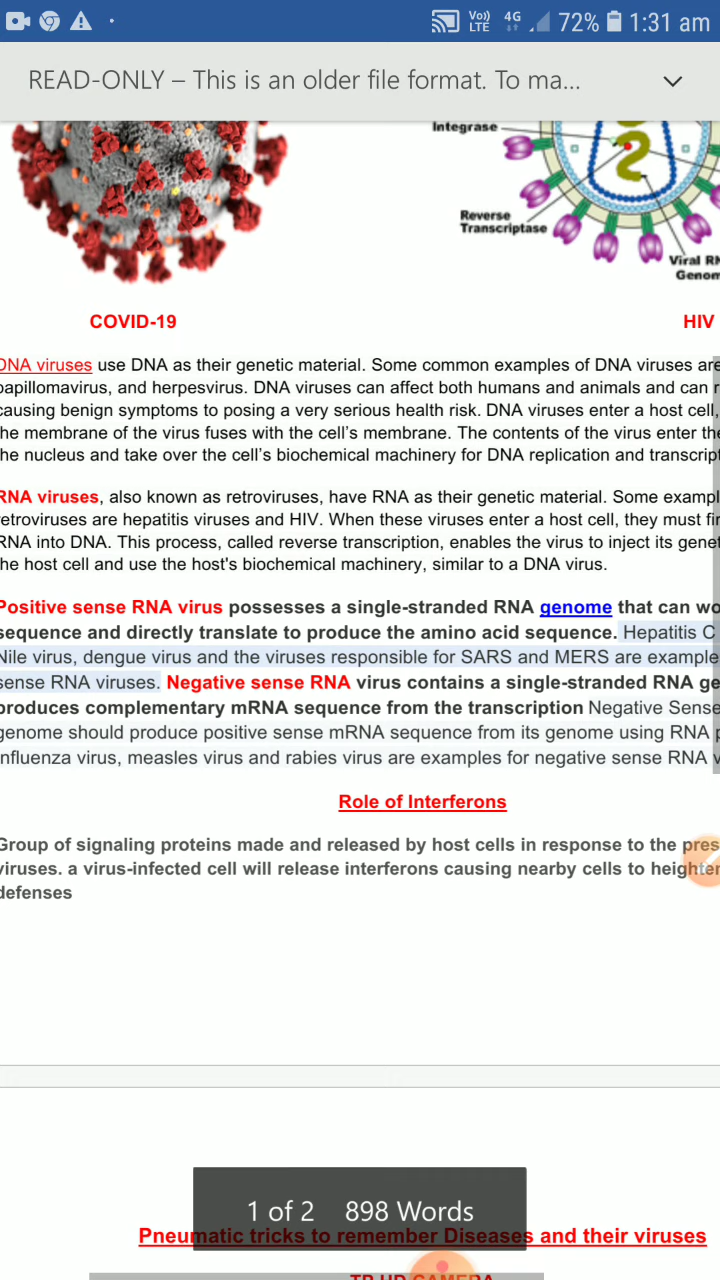 Vo))
LTE 4G 72% 1:31 am
READ-ONLY – This is an older file format. To ma...
Integrase
Reverse
Transcriptase
Viral RN
Genom
COVID-19
HIV
DNA viruses use DNA as their genetic material. Some common examples of DNA viruses are
papillomavirus, and herpesvirus. DNA viruses can affect both humans and animals and can r
causing benign symptoms to posing a very serious health risk. DNA viruses enter a host cell,
he membrane of the virus fuses with the cell's membrane. The contents of the virus enter the
he nucleus and take over the cell's biochemical machinery for DNA replication and transcript
RNA viruses, also known as retroviruses, have RNA as their genetic material. Some exampl
retroviruses are hepatitis viruses and HIV. When these viruses enter a host cell, they must fir
RNA into DNA. This process, called reverse transcription, enables the virus to inject its genet
he host cell and use the host's biochemical machinery, similar to a DNA virus.
Positive sense RNA virus possesses a single-stranded RNA genome that can wo
sequence and directly translate to produce the amino acid sequence. Hepatitis C
Nile virus, dengue virus and the viruses responsible for SARS and MERS are example
sense RNA viruses. Negative sense RNA virus contains a single-stranded RNA ge
produces complementary mRNA sequence from the transcription Negative Sense
genome should produce positive sense mRNA sequence from its genome using RNA p
nfluenza virus, measles virus and rabies virus are examples for negative sense RNA v
Role of Interferons
Group of signaling proteins made and released by host cells in response to the pres
viruses. a virus-infected cell will release interferons causing nearby cells to heighten
defenses
1 of 2 898 Words
Pneumatic tricks to remember Diseases and their viruses
TB HD CAMERA